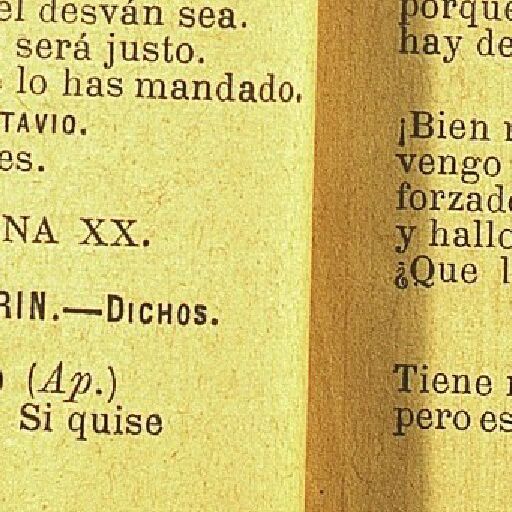 el desván sea.
será justo.
lo has mandado.
TAVIO.
es.
NA XX.
RIN.—DICHOS.
(Ap.)
Si quise
porque
hay de
¡Bien
vengo
forzad
y hall
¿Que
Tiene
pero es